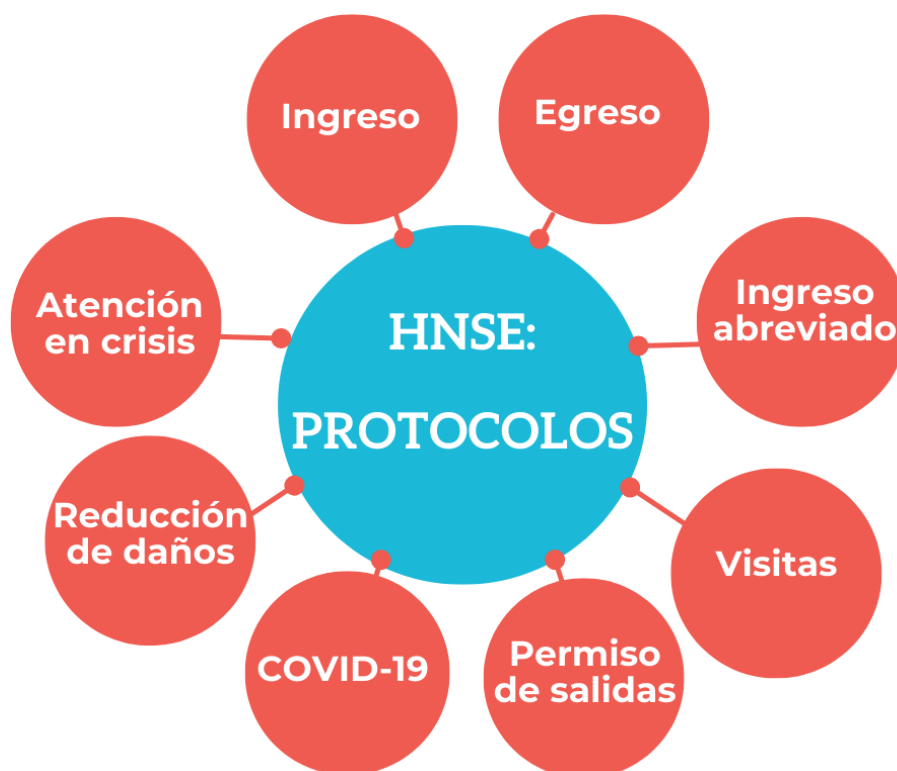 Ingreso
Egreso
Atención
en crisis
HNSE:
PROTOCOLOS
Ingreso
abreviado
Reducción
de daños
Visitas
COVID-19
Permiso
de salidas